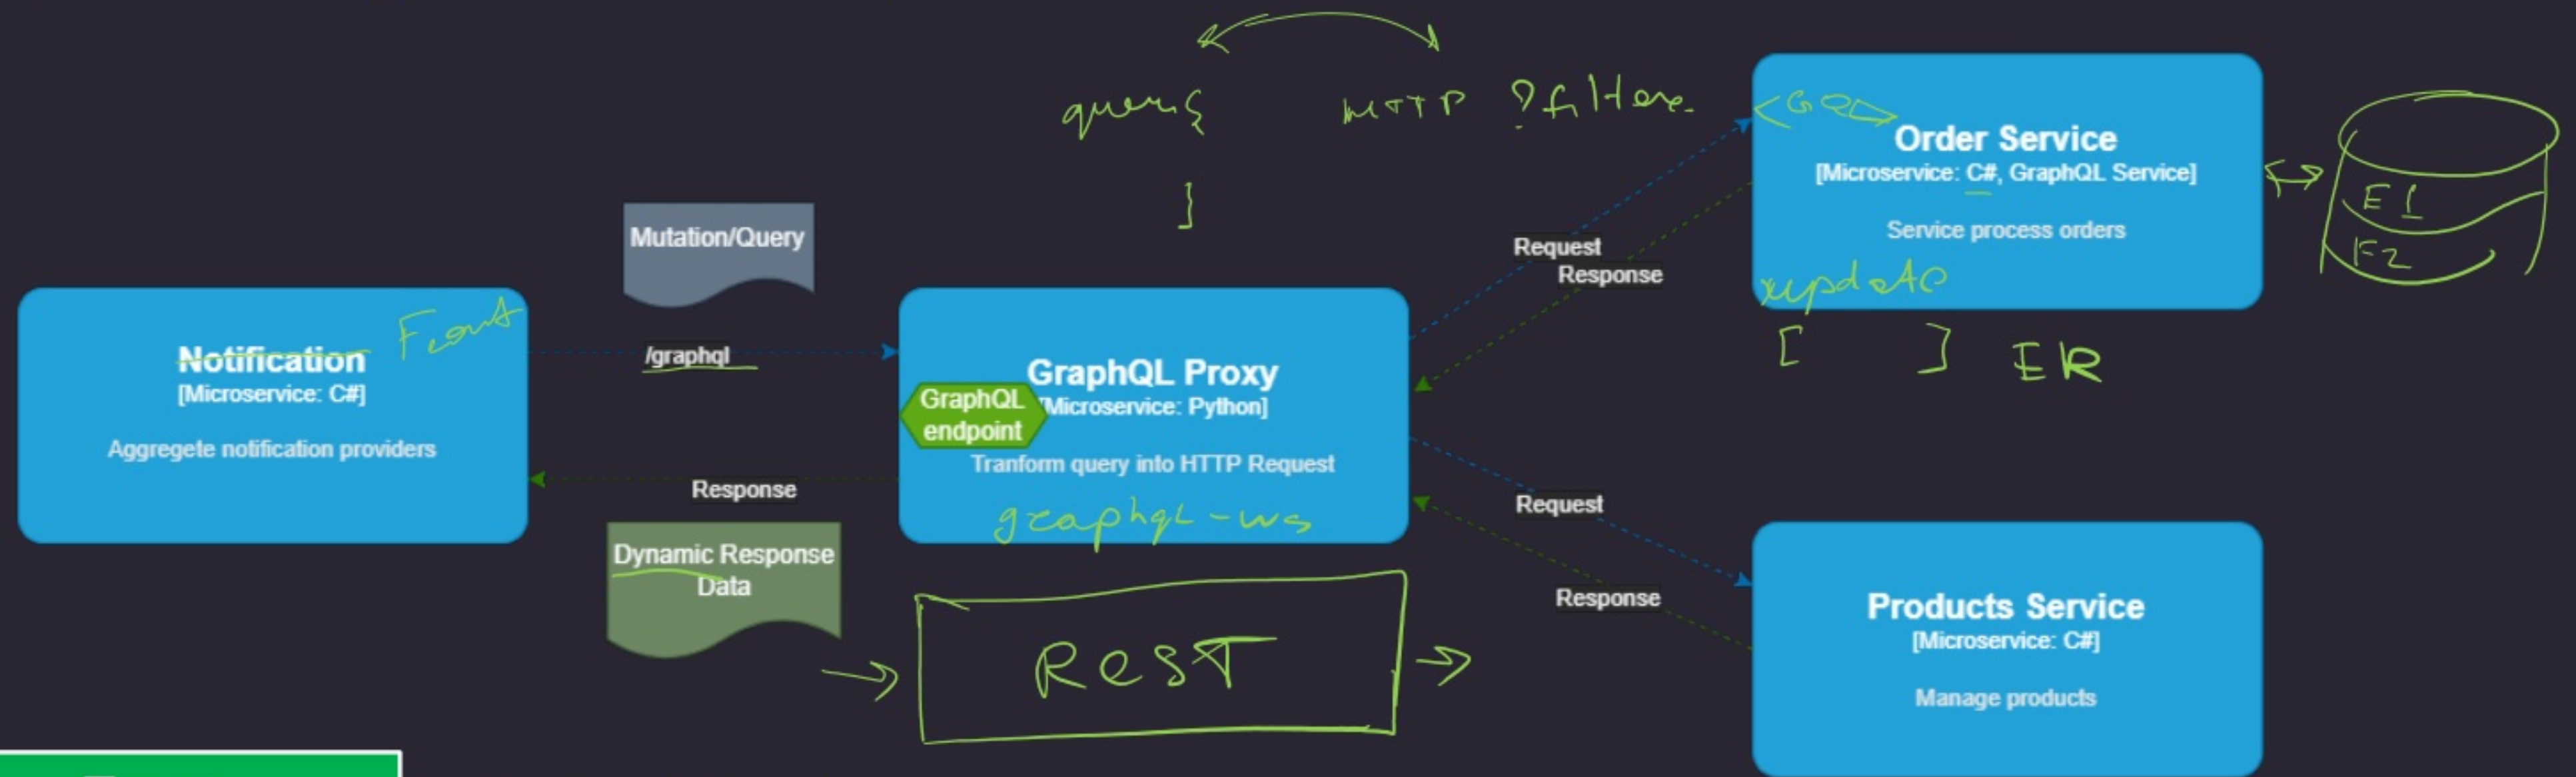 query{
HTTP ?filter
]
Mutation/Query
/graphql
Notification
Front
[Microservice: C#]
Aggregete notification providers
Response
Dynamic Response
Data
GraphQL Proxy
[Microservice: Python]
GraphQL
endpoint
Tranform query into HTTP Request
graphqL-ws
REST
Request
Response
<GQ>
Order Service
[Microservice: C#, GraphQL Service]
Service process orders
update
[ ] ER
E1
E2
Request
Response
Products Service
[Microservice: C#]
Manage products